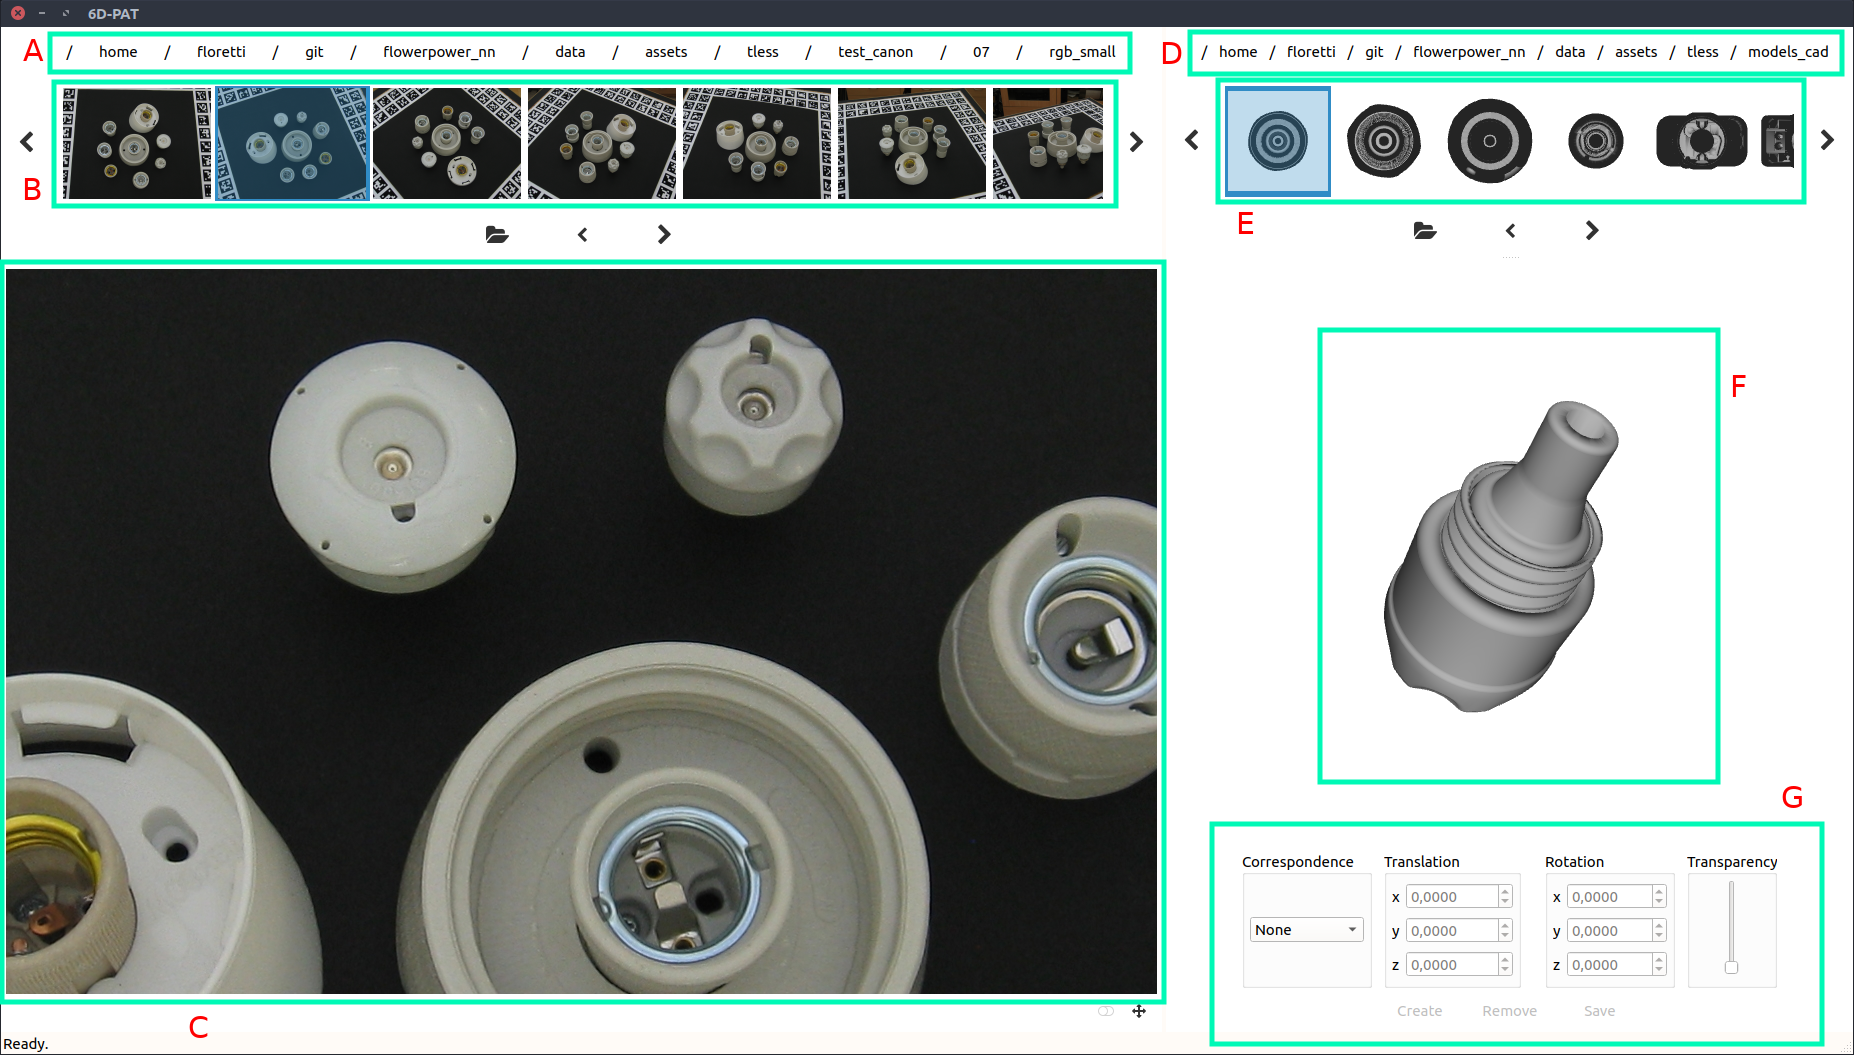 6D-PAT
A / home / floretti / git / flowerpower_nn / data / assets / tless / test_canon / 07 / rgb_small
D / home / floretti / git / flowerpower_nn / data / assets / tless / models_cad
B
E
F
G
Correspondence Translation Rotation Transparency
x 0,0000 x 0,0000
None y 0,0000 y 0,0000
z 0,0000 z 0,0000
Create Remove Save
C
Ready.